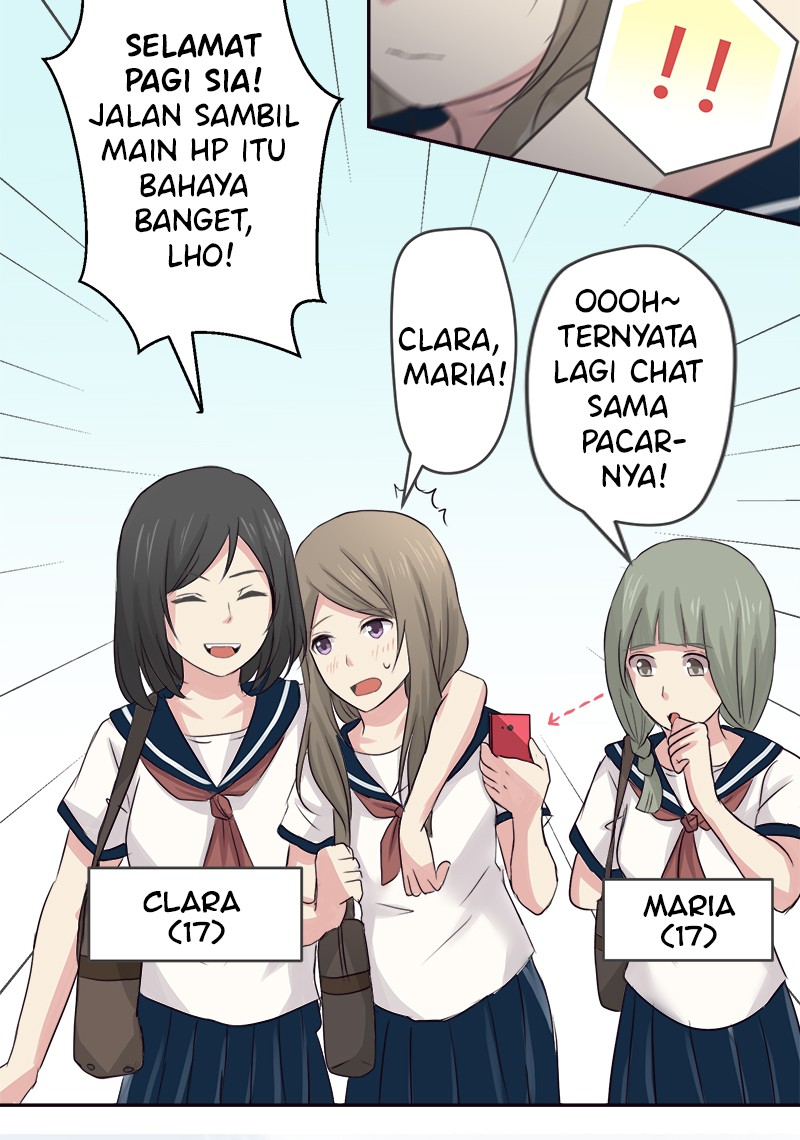 SELAMAT
PAGI SIA!
JALAN SAMBIL
MAIN HP ITU
BAHAYA
BANGET,
LHO!
!!
CLARA,
MARIA!
OOOH~
TERNYATA
LAGI CHAT
SAMA
PACAR-
NYA!
CLARA
(17)
MARIA
(17)